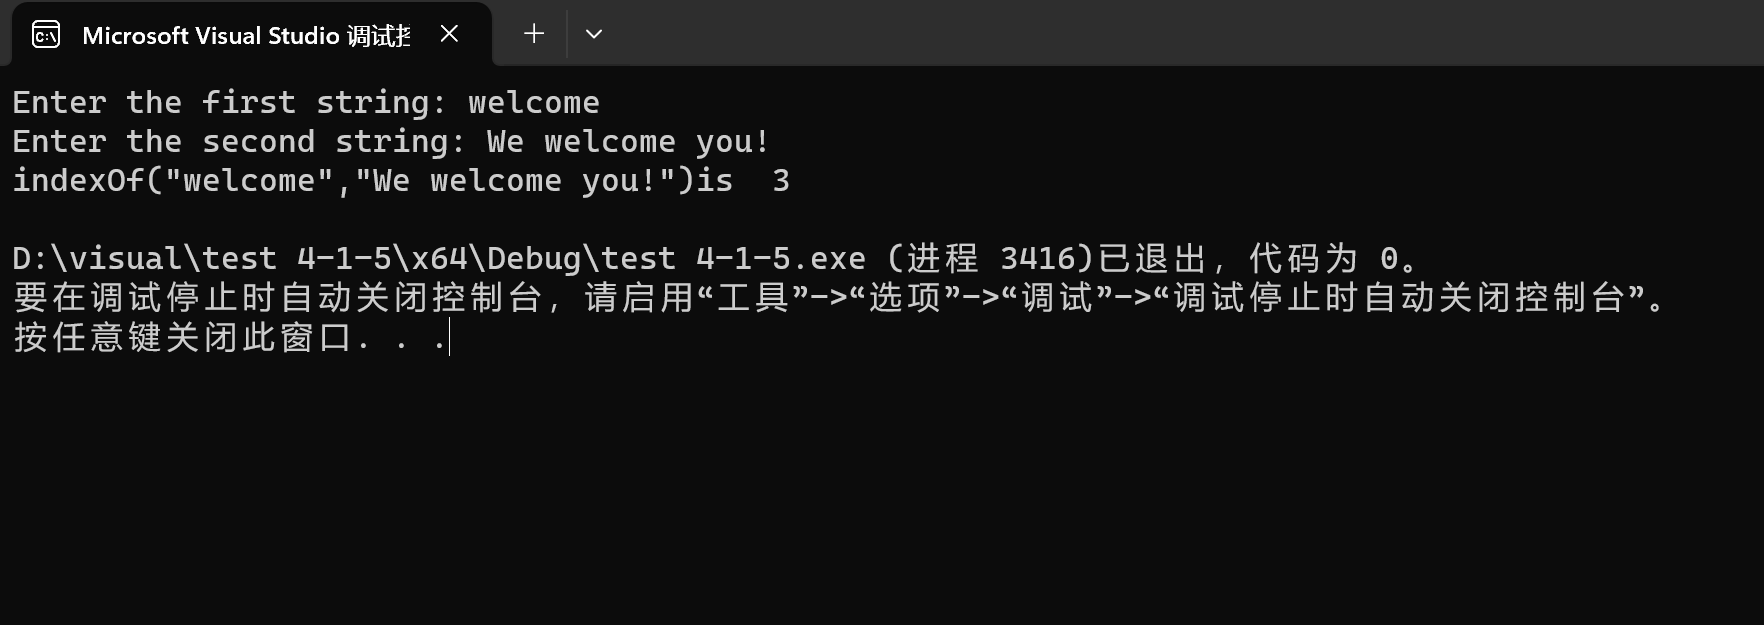 Microsoft Visual Studio 调试控
Enter the first string: welcome
Enter the second string: We welcome you!
indexOf("welcome","We welcome you!")is  3
D:\visual\test 4-1-5\x64\Debug\test 4-1-5.exe (进程 3416)已退出，代码为 0。
要在调试停止时自动关闭控制台，请启用“工具”->“选项”->“调试”->“调试停止时自动关闭控制台”。
按任意键关闭此窗口. . .